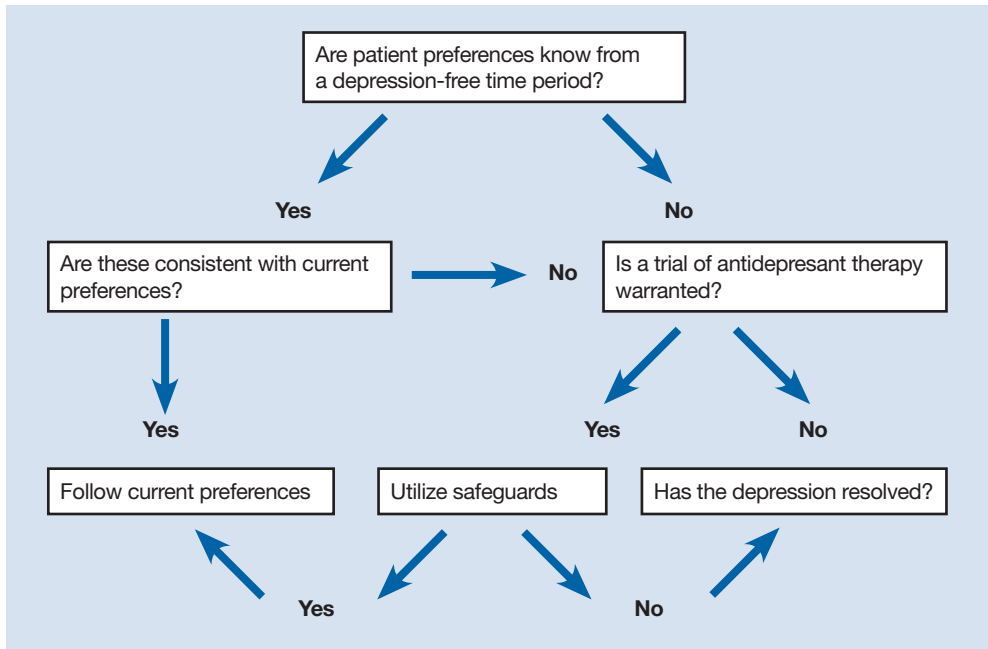 Are patient preferences know from
a depression-free time period?
Yes
No
Are these consistent with current
preferences?
No
Is a trial of antidepresant therapy
warranted?
Yes
Yes
No
Follow current preferences
Utilize safeguards
Has the depression resolved?
Yes
No